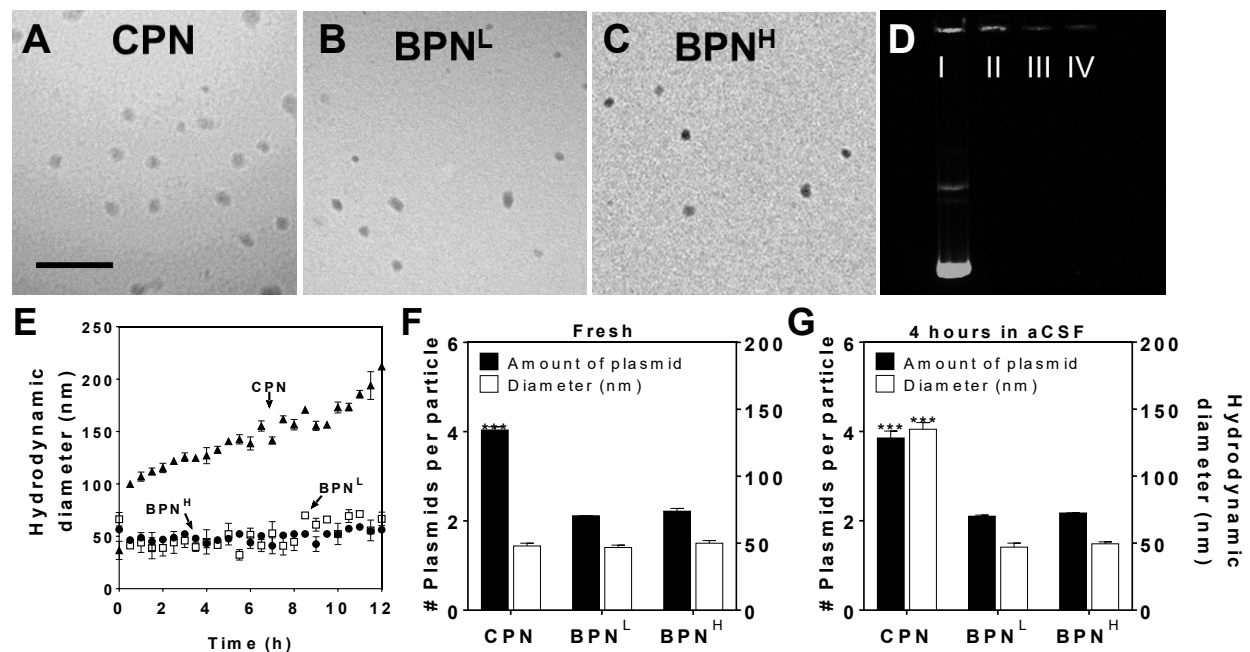 A CPN
B BPN^L
C BPN^H
D
I II III IV
E
Hydrodynamic
diameter (nm)
250
200
150
100
50
0
CPN
BPN^H
BPN^L
0 2 4 6 8 10 12
Time (h)
F
Fresh
# Plasmids per particle
6
4
2
0
Amount of plasmid
Diameter (nm)
***
200
150
100
50
0
CPN BPN^L BPN^H
G
4 hours in aCSF
# Plasmids per particle
6
4
2
0
Amount of plasmid
Diameter (nm)
*** ***
200
150
100
50
0
Hydrodynamic
diameter (nm)
CPN BPN^L BPN^H